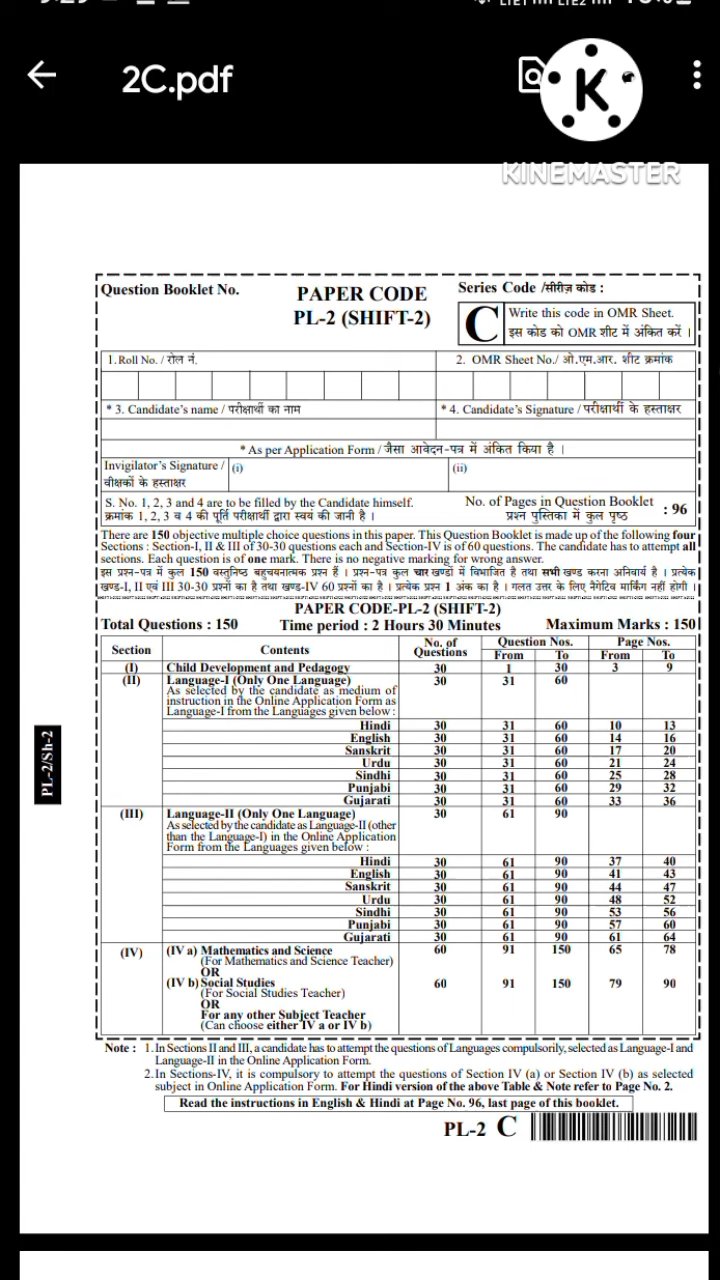 2C.pdf
K
KINEMASTER
Question Booklet No.
PAPER CODE
PL-2 (SHIFT-2)
Series Code /सीरीज़ कोड :
C
Write this code in OMR Sheet.
इस कोड को OMR शीट में अंकित करें ।
1. Roll No. / रोल नं.
2. OMR Sheet No./ ओ.एम.आर. शीट क्रमांक
* 3. Candidate's name / परीक्षार्थी का नाम
* 4. Candidate's Signature / परीक्षार्थी के हस्ताक्षर
* As per Application Form / जैसा आवेदन-पत्र में अंकित किया है ।
Invigilator's Signature / (i) (ii)
वीक्षकों के हस्ताक्षर
S. No. 1, 2, 3 and 4 are to be filled by the Candidate himself.
क्रमांक 1, 2, 3 व 4 की पूर्ति परीक्षार्थी द्वारा स्वयं की जानी है ।
No. of Pages in Question Booklet : 96
प्रश्न पुस्तिका में कुल पृष्ठ
There are 150 objective multiple choice questions in this paper. This Question Booklet is made up of the following four
Sections : Section-I, II & III of 30-30 questions each and Section-IV is of 60 questions. The candidate has to attempt all
sections. Each question is of one mark. There is no negative marking for wrong answer.
इस प्रश्न-पत्र में कुल 150 वस्तुनिष्ठ बहुचयनात्मक प्रश्न हैं । प्रश्न-पत्र कुल चार खण्डों में विभाजित है तथा सभी खण्ड करना अनिवार्य है । प्रत्येक
खण्ड-I, II एवं III 30-30 प्रश्नों का है तथा खण्ड-IV 60 प्रश्नों का है । प्रत्येक प्रश्न 1 अंक का है । गलत उत्तर के लिए नैगेटिव मार्किंग नहीं होगी ।
PAPER CODE-PL-2 (SHIFT-2)
Total Questions : 150 Time period : 2 Hours 30 Minutes Maximum Marks : 150
Section Contents No. of Questions Question Nos. From To Page Nos. From To
(I) Child Development and Pedagogy 30 1 30 3 9
(II) Language-I (Only One Language) 30 31 60
As selected by the candidate as medium of
instruction in the Online Application Form as
Language-I from the Languages given below :
Hindi 30 31 60 10 13
English 30 31 60 14 16
Sanskrit 30 31 60 17 20
Urdu 30 31 60 21 24
Sindhi 30 31 60 25 28
Punjabi 30 31 60 29 32
Gujarati 30 31 60 33 36
(III) Language-II (Only One Language) 30 61 90
As selected by the candidate as Language-II (other
than the Language-I) in the Online Application
Form from the Languages given below :
Hindi 30 61 90 37 40
English 30 61 90 41 43
Sanskrit 30 61 90 44 47
Urdu 30 61 90 48 52
Sindhi 30 61 90 53 56
Punjabi 30 61 90 57 60
Gujarati 30 61 90 61 64
(IV) (IV a) Mathematics and Science 60 91 150 65 78
(For Mathematics and Science Teacher)
OR
(IV b) Social Studies 60 91 150 79 90
(For Social Studies Teacher)
OR
For any other Subject Teacher
(Can choose either IV a or IV b)
PL-2/Sh-2
Note : 1. In Sections II and III, a candidate has to attempt the questions of Languages compulsorily, selected as Language-I and
Language-II in the Online Application Form.
2. In Sections-IV, it is compulsory to attempt the questions of Section IV (a) or Section IV (b) as selected
subject in Online Application Form. For Hindi version of the above Table & Note refer to Page No. 2.
Read the instructions in English & Hindi at Page No. 96, last page of this booklet.
PL-2 C